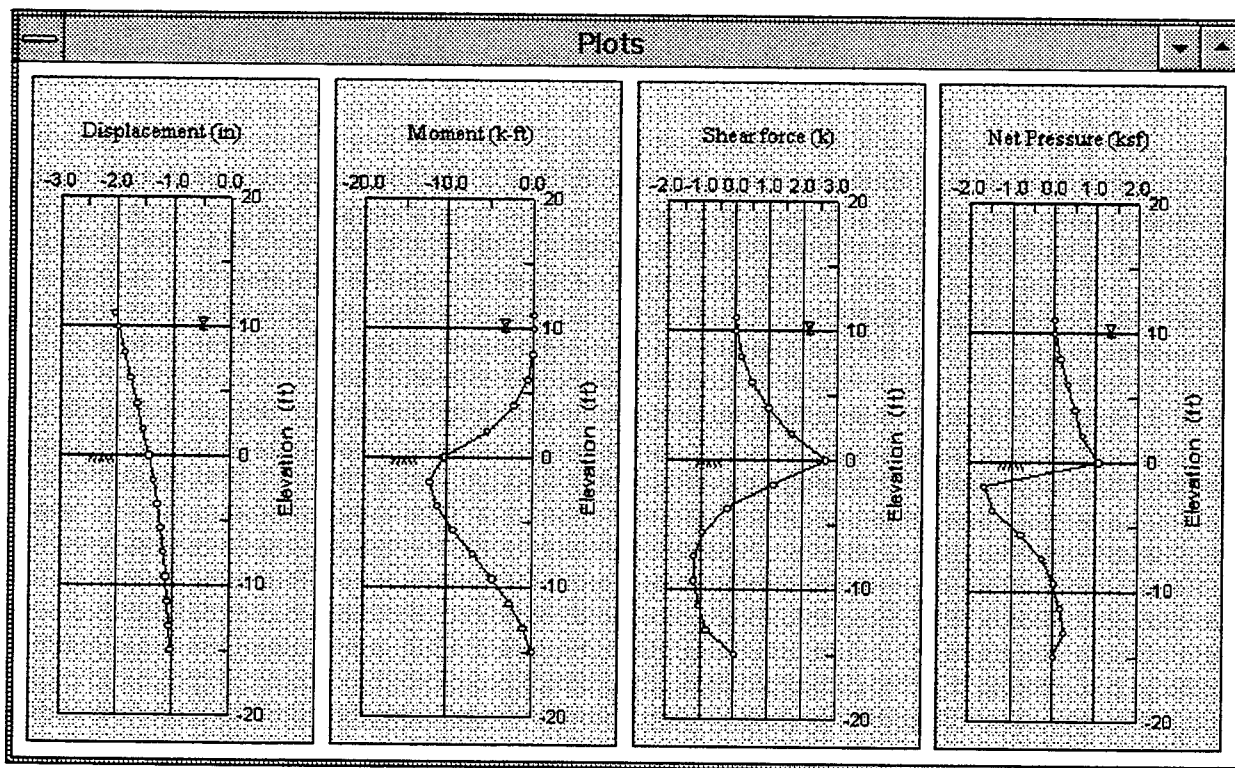 Plots
Displacement (in)
-3.0 -2.0 -1.0 0.0
20
10
0
-10
-20
Elevation (ft)
Moment (k-ft)
-20.0 -10.0 0.0
20
10
0
-10
-20
Elevation (ft)
Shear force (k)
-2.0 -1.0 0.0 1.0 2.0 3.0
20
10
0
-10
-20
Elevation (ft)
Net Pressure (ksf)
-2.0 -1.0 0.0 1.0 2.0
20
10
0
-10
-20
Elevation (ft)